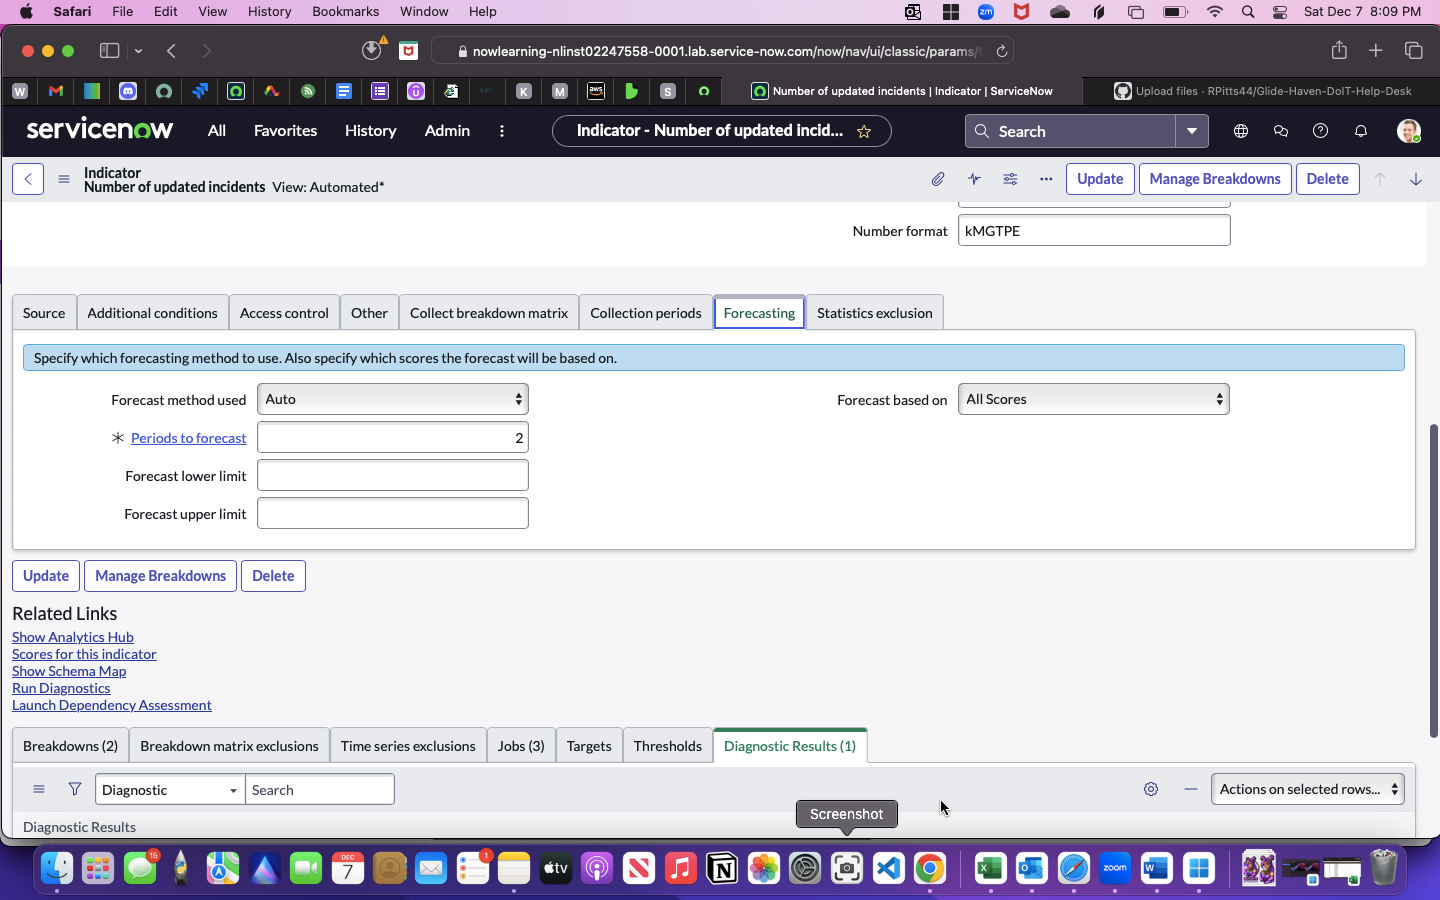 Safari File Edit View History Bookmarks Window Help Sat Dec 7 8:09 PM
nowlearning-nlinst02247558-0001.lab.service-now.com/now/nav/ui/classic/params/
Number of updated incidents | Indicator | ServiceNow Upload files · RPitts44/Glide-Haven-DoIT-Help-Desk
servicenow All Favorites History Admin Indicator - Number of updated incid... Search
Indicator
Number of updated incidents View: Automated*
Update Manage Breakdowns Delete
Number format kMGTPE
Source Additional conditions Access control Other Collect breakdown matrix Collection periods Forecasting Statistics exclusion
Specify which forecasting method to use. Also specify which scores the forecast will be based on.
Forecast method used Auto Forecast based on All Scores
Periods to forecast 2
Forecast lower limit
Forecast upper limit
Update Manage Breakdowns Delete
Related Links
Show Analytics Hub
Scores for this indicator
Show Schema Map
Run Diagnostics
Launch Dependency Assessment
Breakdowns (2) Breakdown matrix exclusions Time series exclusions Jobs (3) Targets Thresholds Diagnostic Results (1)
Diagnostic Search Actions on selected rows...
Screenshot
Diagnostic Results